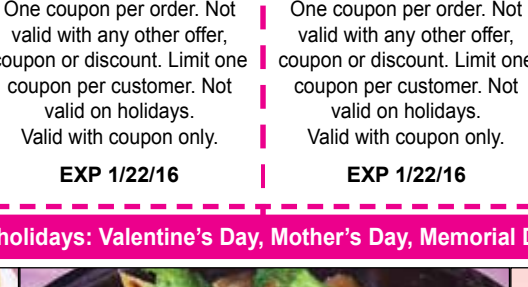 One coupon per order. Not
valid with any other offer,
coupon or discount. Limit one
coupon per customer. Not
valid on holidays.
Valid with coupon only.
EXP 1/22/16
One coupon per order. Not
valid with any other offer,
coupon or discount. Limit one
coupon per customer. Not
valid on holidays.
Valid with coupon only.
EXP 1/22/16
holidays: Valentine's Day, Mother's Day, Memorial D